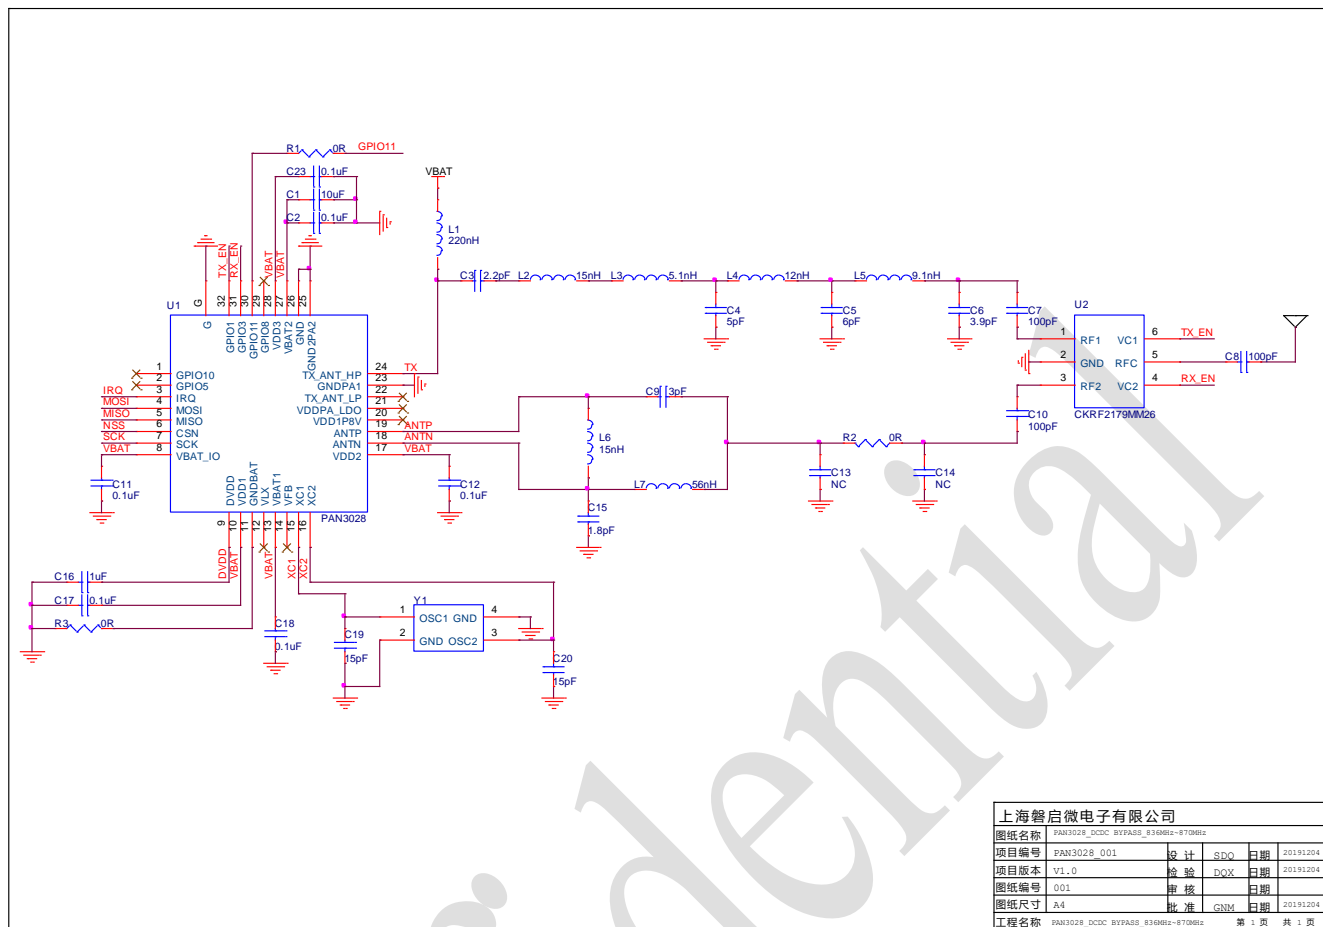 R1 0R GPIO11
C23 0.1uF
C1 10uF
C2 0.1uF
VBAT
L1
220nH
TX_EN
RX_EN
VBAT
VBAT
C3 2.2pF L2 15nH L3 5.1nH L4 12nH L5 9.1nH
C4
5pF
C5
6pF
C6
3.9pF
C7
100pF
U1
G 32 31 30 29 28 27 26 25
G GPIO1 GPIO3 GPIO11 GPIO8 VDD3 VBAT2 GND GND2PA2
1 GPIO10
2 GPIO5
IRQ 3 IRQ
MOSI 4 MOSI
MISO 5 MISO
NSS 6 CSN
SCK 7 SCK
VBAT 8 VBAT_IO
TX_ANT_HP 24 TX
GNDPA1 23
TX_ANT_LP 22
VDDPA_LDO 21
VDD1P8V 20
ANTP 19 ANTP
ANTN 18 ANTN
VDD2 17 VBAT
DVDD VDD1 GNDBAT VLX VBAT1 VFB XC1 XC2
9 10 11 12 13 14 15 16
PAN3028
DVDD
VBAT
VBAT
XC1
XC2
U2
1 RF1 VC1 6 TX_EN
2 GND RFC 5
3 RF2 VC2 4 RX_EN
CKRF2179MM26
C8 100pF
C9 3pF
L6
15nH
L7 56nH
C10
100pF
R2 0R
C13
NC
C14
NC
C15
1.8pF
C11
0.1uF
C12
0.1uF
C16 1uF
C17 0.1uF
R3 0R
C18
0.1uF
C19
15pF
Y1
1 OSC1 GND 4
2 GND OSC2 3
C20
15pF
dential
上海磐启微电子有限公司
图纸名称 PAN3028_DCDC BYPASS_836MHz~870MHz
项目编号 PAN3028_001 设 计 SDQ 日期 20191204
项目版本 V1.0 检 验 DQX 日期 20191204
图纸编号 001 审 核 日期
图纸尺寸 A4 批 准 GNM 日期 20191204
工程名称 PAN3028_DCDC BYPASS_836MHz~870MHz 第 1 页 共 1 页